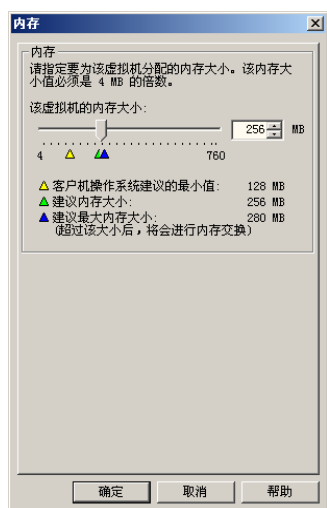 内存
内存
请指定要为该虚拟机分配的内存大小。该内存大
小值必须是 4 MB 的倍数。
该虚拟机的内存大小:
256 MB
4 760
客户机操作系统建议的最小值: 128 MB
建议内存大小: 256 MB
建议最大内存大小: 280 MB
(超过该大小后,将会进行内存交换)
确定 取消 帮助